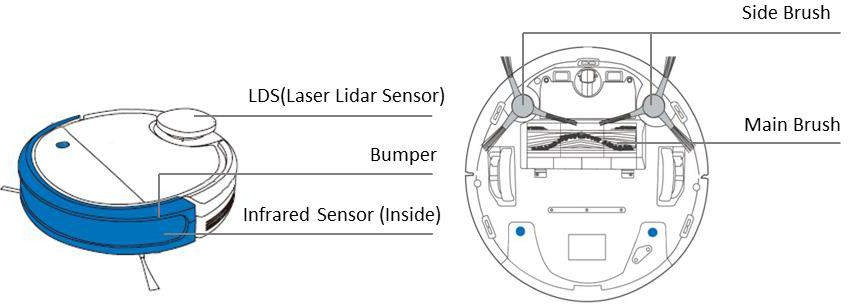 LDS(Laser Lidar Sensor)
Bumper
Infrared Sensor (Inside)
Side Brush
Main Brush